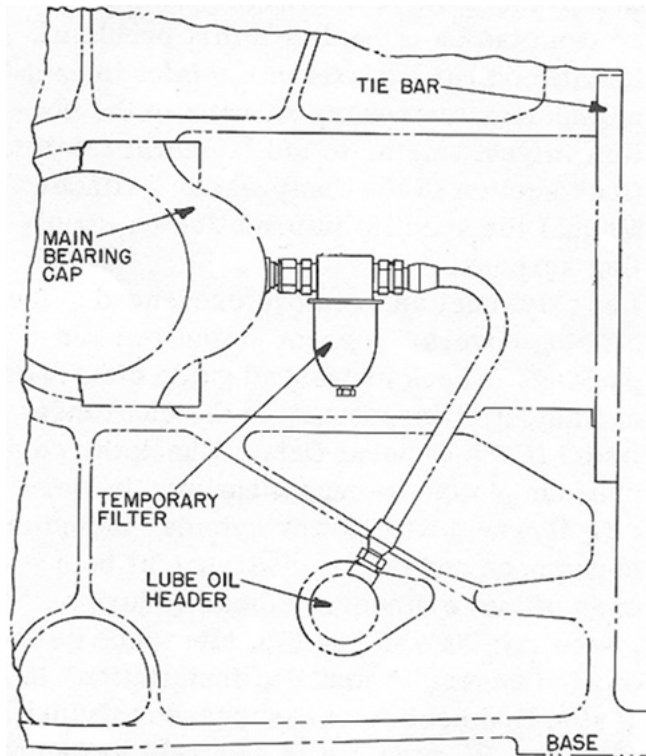 TIE BAR
MAIN
BEARING
CAP
TEMPORARY
FILTER
LUBE OIL
HEADER
BASE